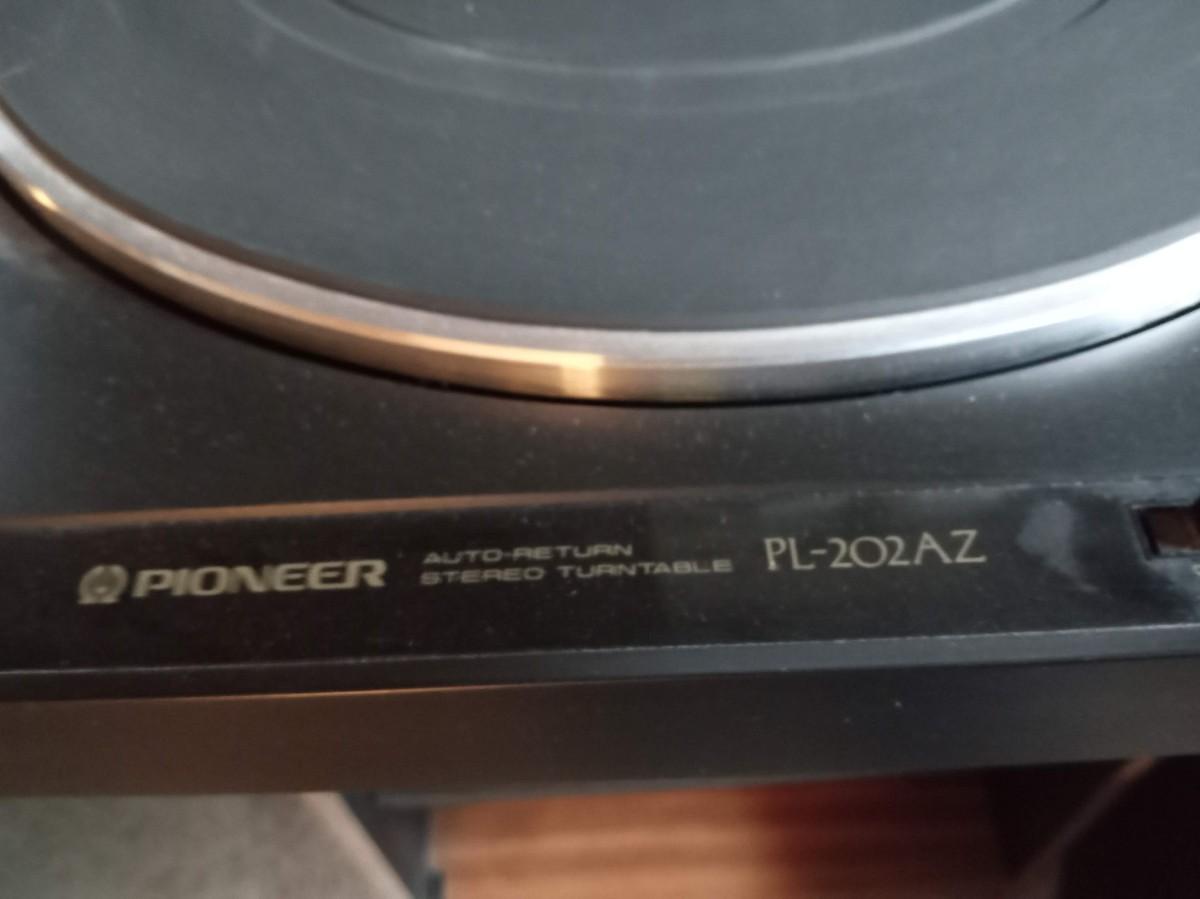 PIONEER
AUTO-RETURN
STEREO TURNTABLE
PL-202AZ